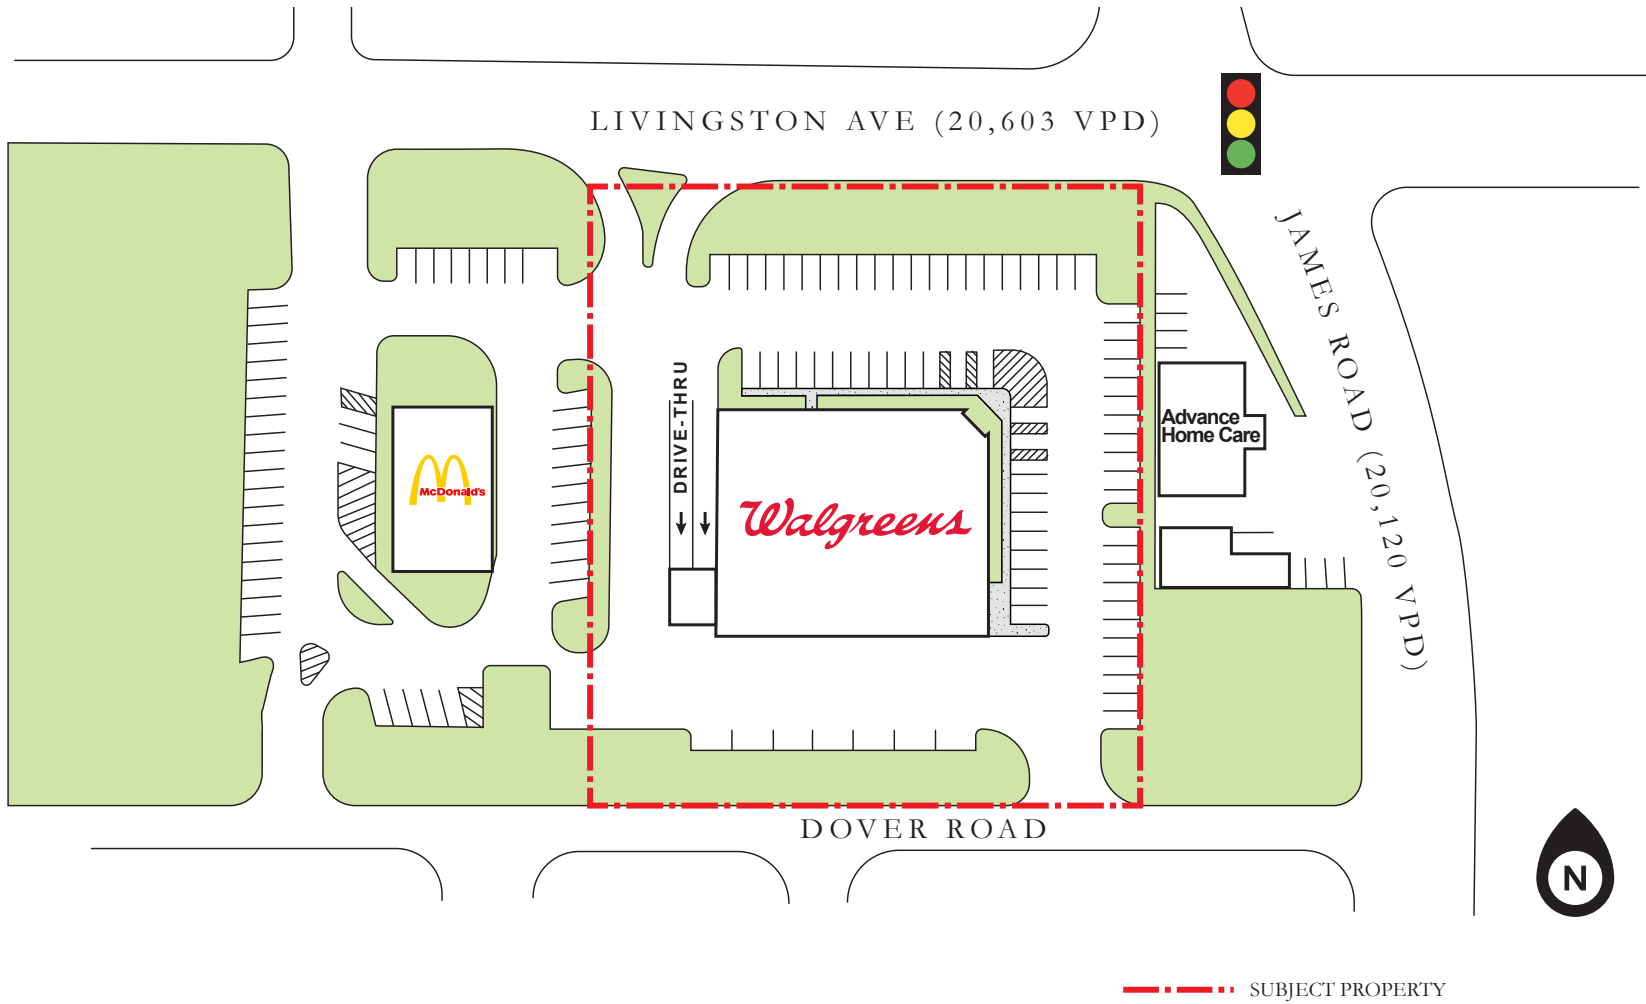 LIVINGSTON AVE (20,603 VPD)
JAMES ROAD (20,120 VPD)
DRIVE-THRU
Advance
Home Care
McDonald's
Walgreens
DOVER ROAD
N
SUBJECT PROPERTY